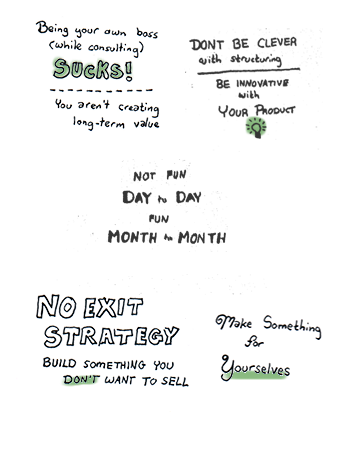 Being your own boss
(while consulting)
SUCKS!
You aren't creating
long-term value
DONT BE CLEVER
with structuring
BE INNOVATIVE
with
YOUR PRODUCT
NOT FUN
DAY to DAY
FUN
MONTH to MONTH
NO EXIT
STRATEGY
BUILD SOMETHING YOU
DON'T WANT TO SELL
Make Something
for
Yourselves